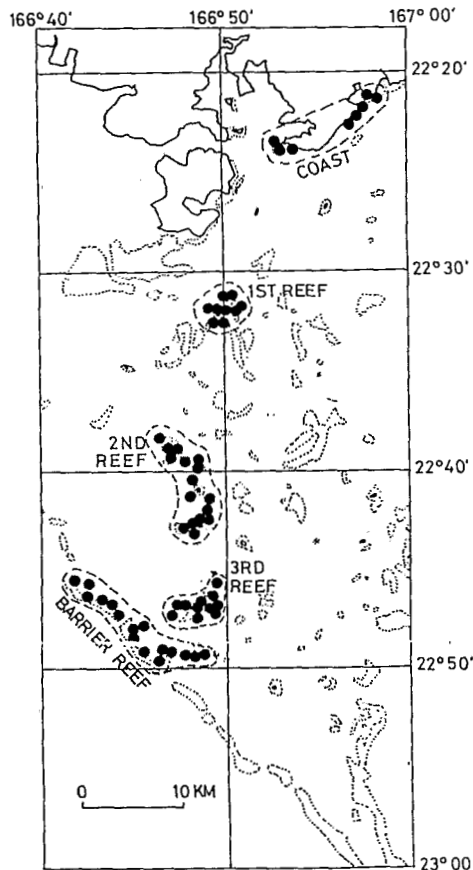 166°40'
166°50'
167°00'
22°20'
COAST
22°30'
1ST REEF
2ND
REEF
22°40'
3RD
REEF
BARRIER REEF
22°50'
0
10 KM
23°00